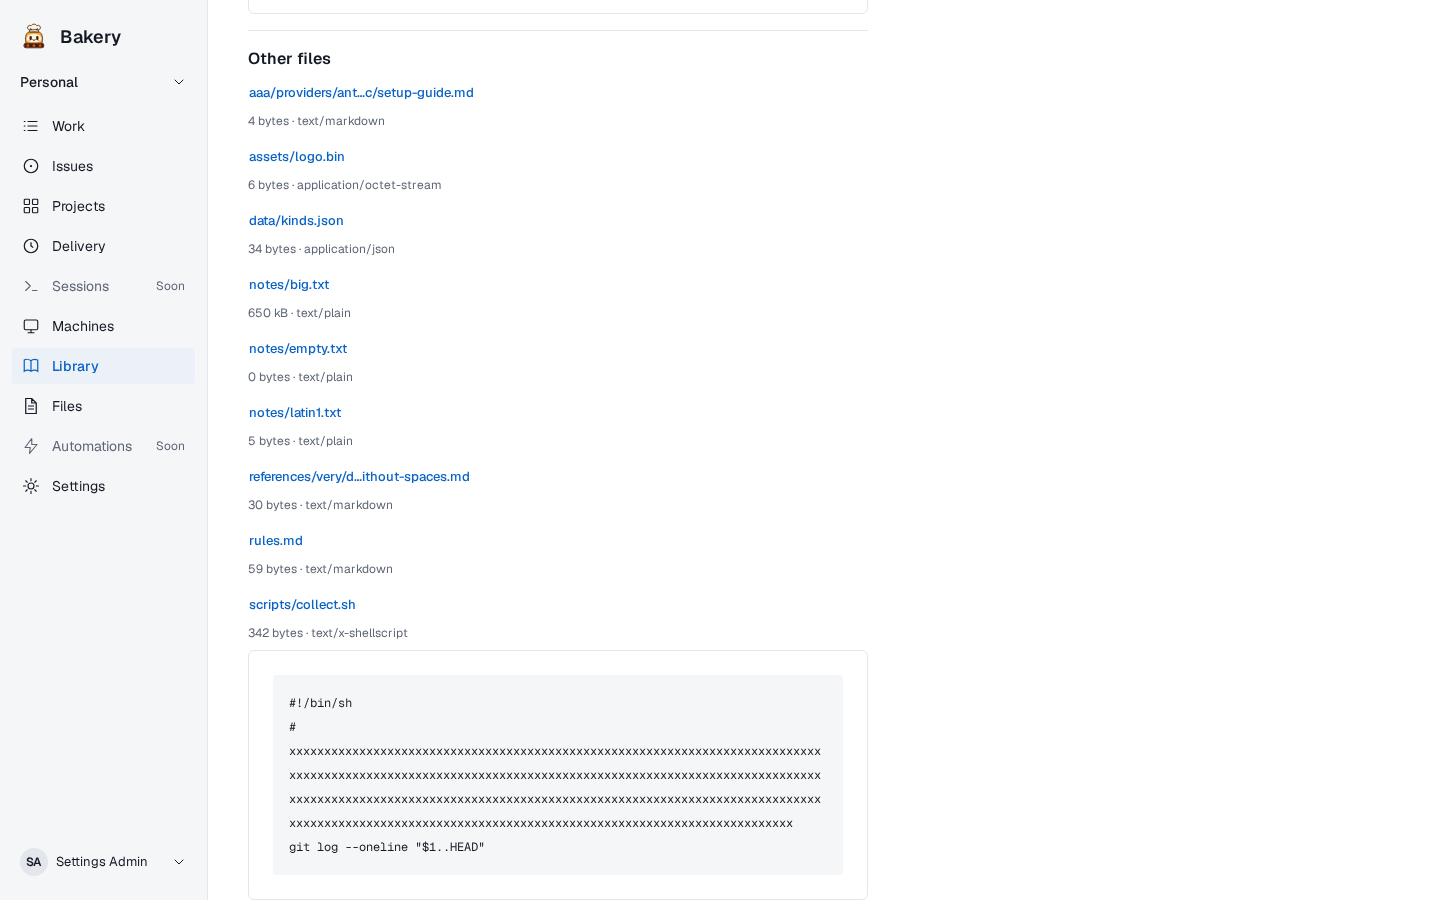 Bakery
Personal
Work
Issues
Projects
Delivery
Sessions Soon
Machines
Library
Files
Automations Soon
Settings
SA Settings Admin
Other files
aaa/providers/ant…c/setup-guide.md
4 bytes · text/markdown
assets/logo.bin
6 bytes · application/octet-stream
data/kinds.json
34 bytes · application/json
notes/big.txt
650 kB · text/plain
notes/empty.txt
0 bytes · text/plain
notes/latin1.txt
5 bytes · text/plain
references/very/d…ithout-spaces.md
30 bytes · text/markdown
rules.md
59 bytes · text/markdown
scripts/collect.sh
342 bytes · text/x-shellscript
#!/bin/sh
#
xxxxxxxxxxxxxxxxxxxxxxxxxxxxxxxxxxxxxxxxxxxxxxxxxxxxxxxxxxxxxxxxxxxxxxxxxxxx
xxxxxxxxxxxxxxxxxxxxxxxxxxxxxxxxxxxxxxxxxxxxxxxxxxxxxxxxxxxxxxxxxxxxxxxxxxxx
xxxxxxxxxxxxxxxxxxxxxxxxxxxxxxxxxxxxxxxxxxxxxxxxxxxxxxxxxxxxxxxxxxxxxxxxxxxx
xxxxxxxxxxxxxxxxxxxxxxxxxxxxxxxxxxxxxxxxxxxxxxxxxxxxxxxxxxxxxxxxxxxxxxxx
git log --oneline "$1..HEAD"